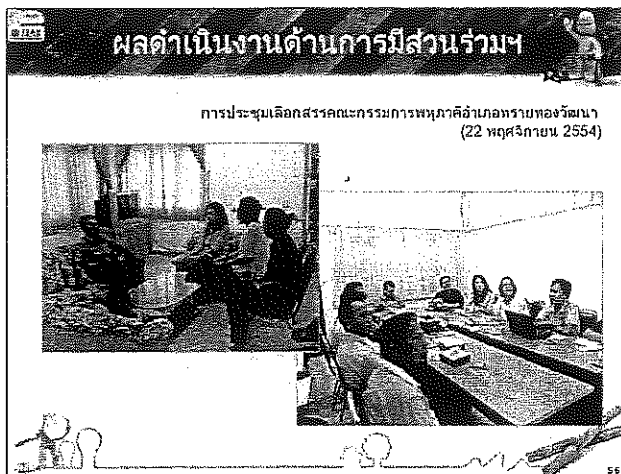 ผลดำเนินงานด้านการมีส่วนร่วมฯ
การประชุมเลือกสรรคณะกรรมการพหุภาคีอำเภอทรายทองวัฒนา
(22 พฤศจิกายน 2554)
56